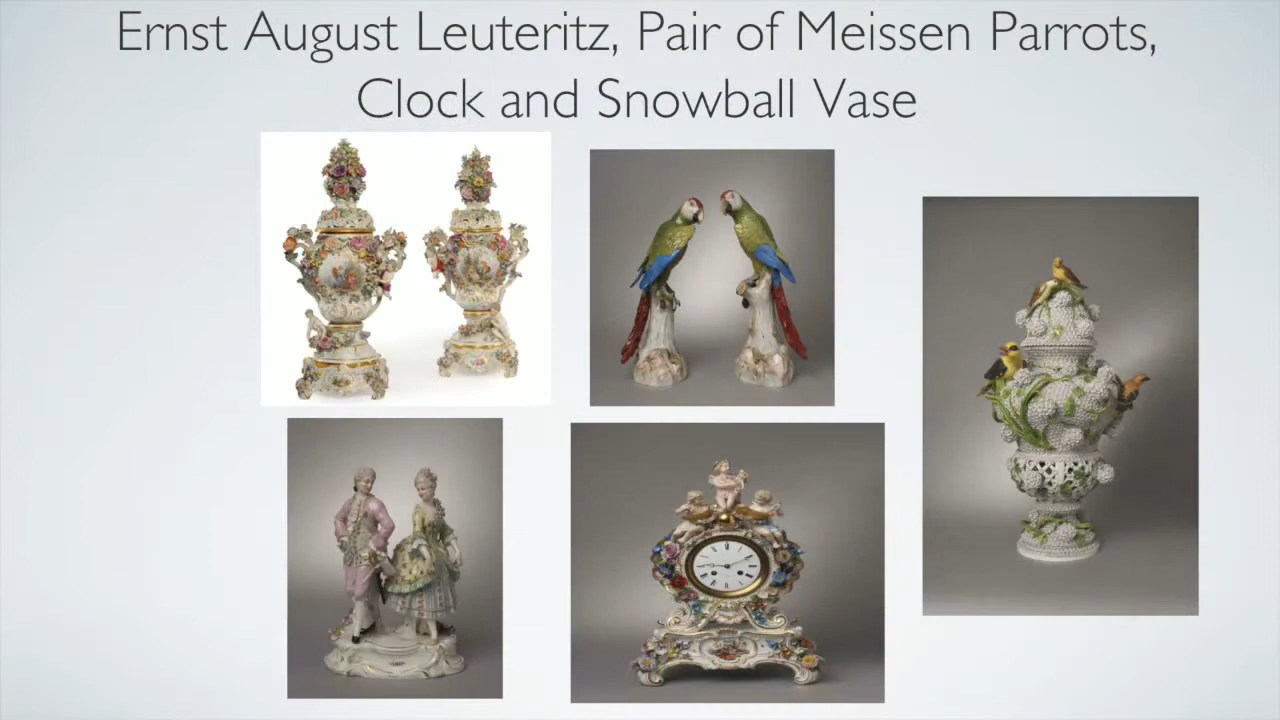 Ernst August Leuteritz, Pair of Meissen Parrots,
Clock and Snowball Vase